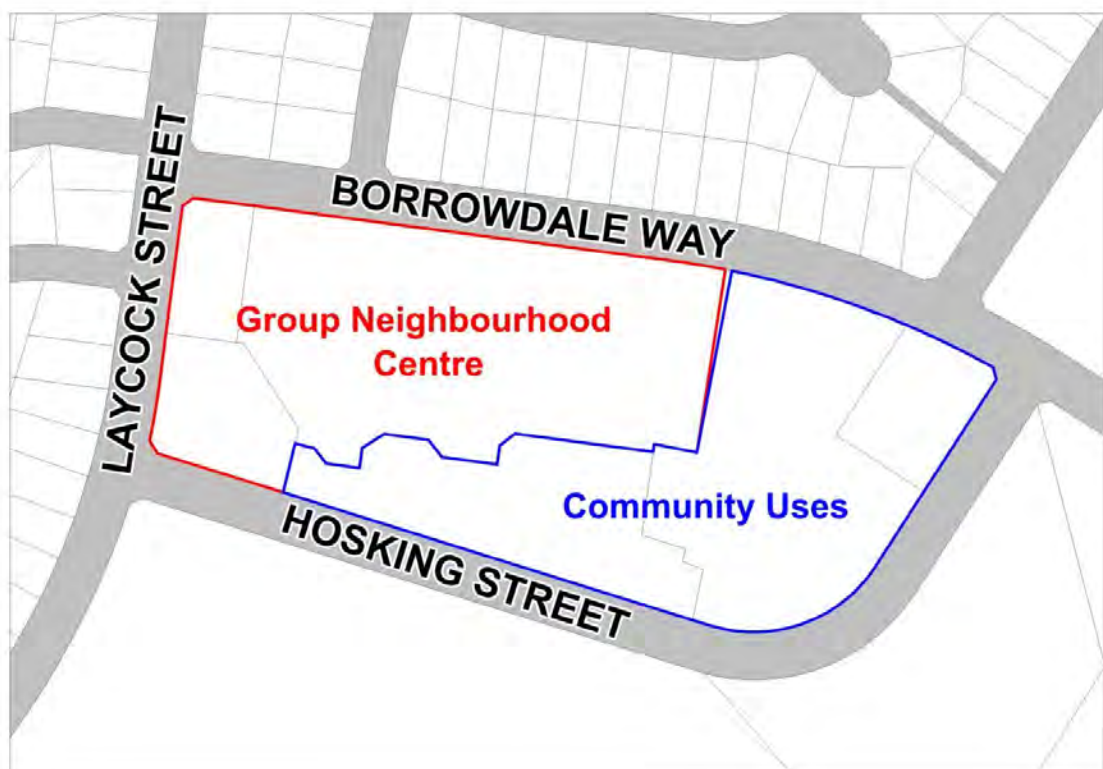 BORROWDALE WAY
LAYCOCK STREET
Group Neighbourhood
Centre
Community Uses
HOSKING STREET